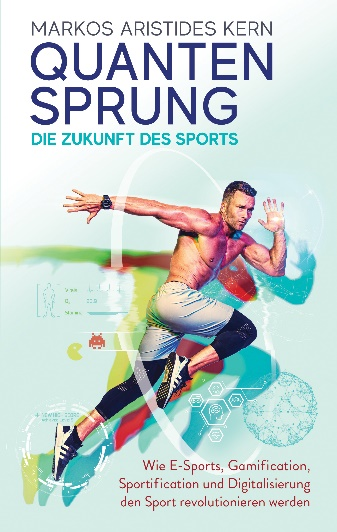 MARKOS ARISTIDES KERN
QUANTEN
SPRUNG
DIE ZUKUNFT DES SPORTS
Wie E-Sports, Gamification,
Sportification und Digitalisierung
den Sport revolutionieren werden